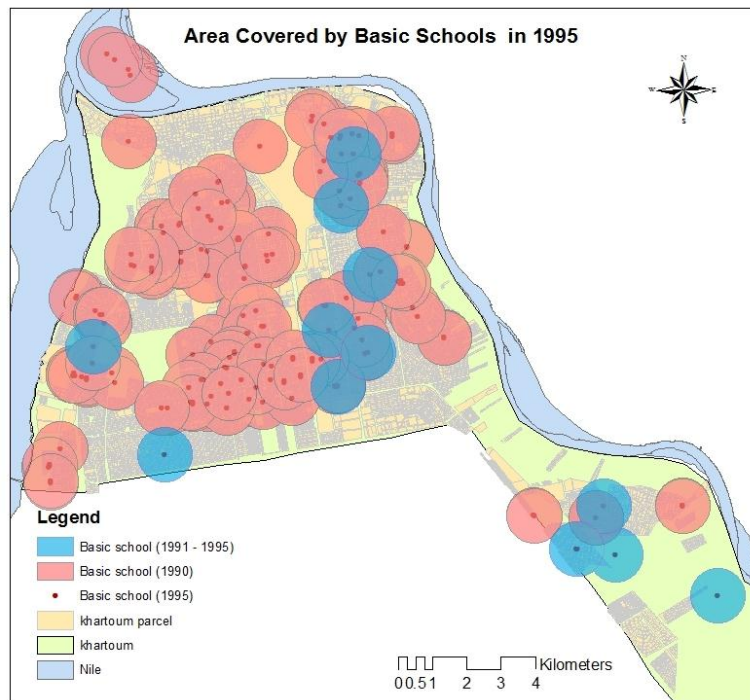 Area Covered by Basic Schools in 1995
N
W E
S
Legend
Basic school (1991 - 1995)
Basic school (1990)
Basic school (1995)
khartoum parcel
khartoum
Nile
Kilometers
0 0.5 1 2 3 4